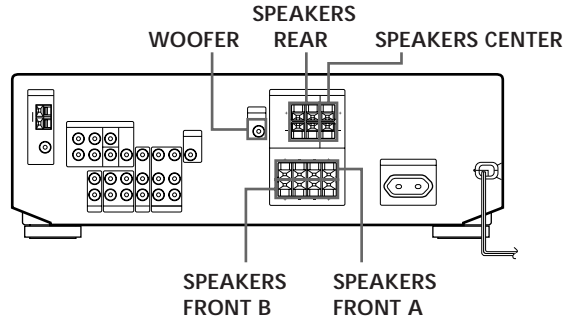 SPEAKERS
REAR
WOOFER
SPEAKERS CENTER
SPEAKERS
FRONT B
SPEAKERS
FRONT A